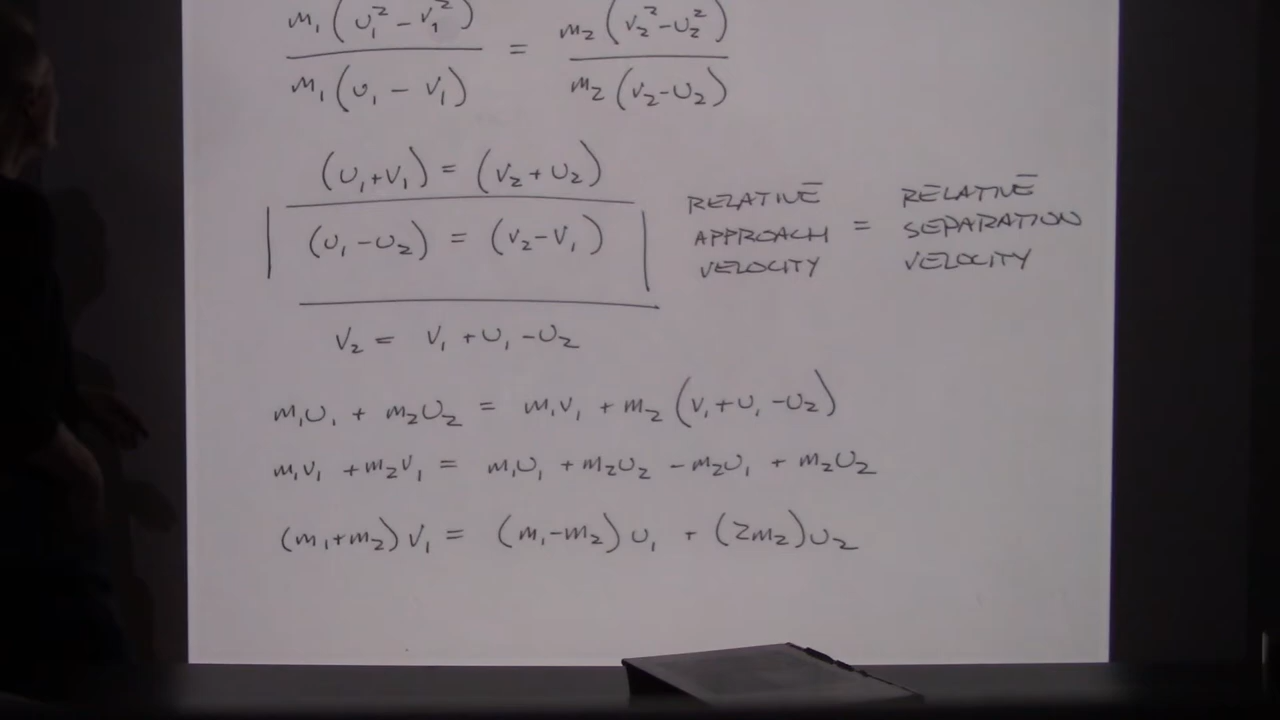 m₁(u₁² − v₁²) / m₁(u₁ − v₁) = m₂(v₂² − u₂²) / m₂(v₂ − u₂)
(u₁ + v₁) = (v₂ + u₂)
(u₁ − u₂) = (v₂ − v₁)
RELATIVE APPROACH VELOCITY = RELATIVE SEPARATION VELOCITY
v₂ = v₁ + u₁ − u₂
m₁u₁ + m₂u₂ = m₁v₁ + m₂(v₁ + u₁ − u₂)
m₁v₁ + m₂v₁ = m₁u₁ + m₂u₂ − m₂u₁ + m₂u₂
(m₁ + m₂)v₁ = (m₁ − m₂)u₁ + (2m₂)u₂